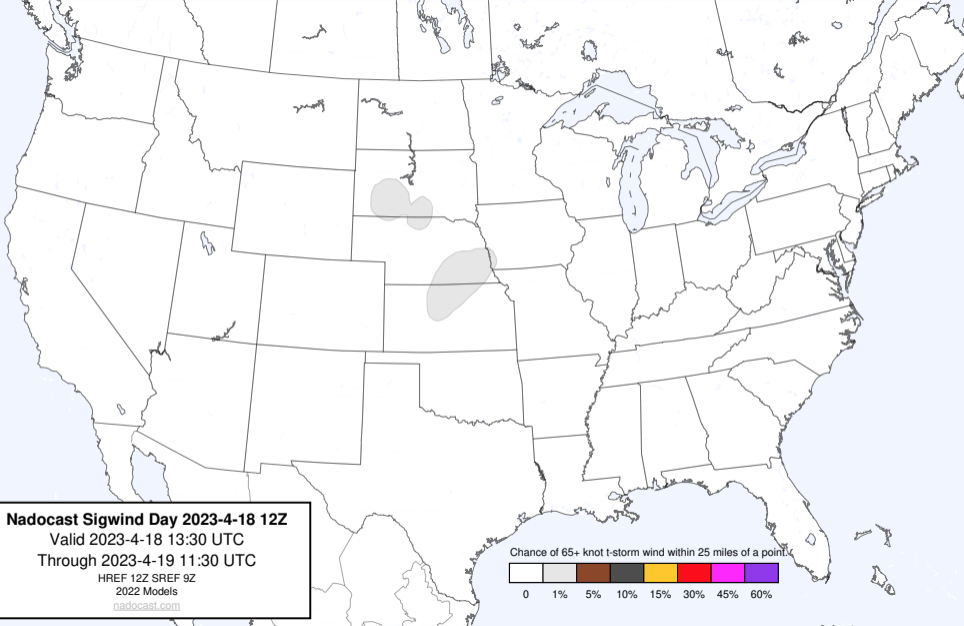 Nadocast Sigwind Day 2023-4-18 12Z
Valid 2023-4-18 13:30 UTC
Through 2023-4-19 11:30 UTC
HREF 12Z SREF 9Z
2022 Models
nadocast.com
Chance of 65+ knot t-storm wind within 25 miles of a point.
0 1% 5% 10% 15% 30% 45% 60%